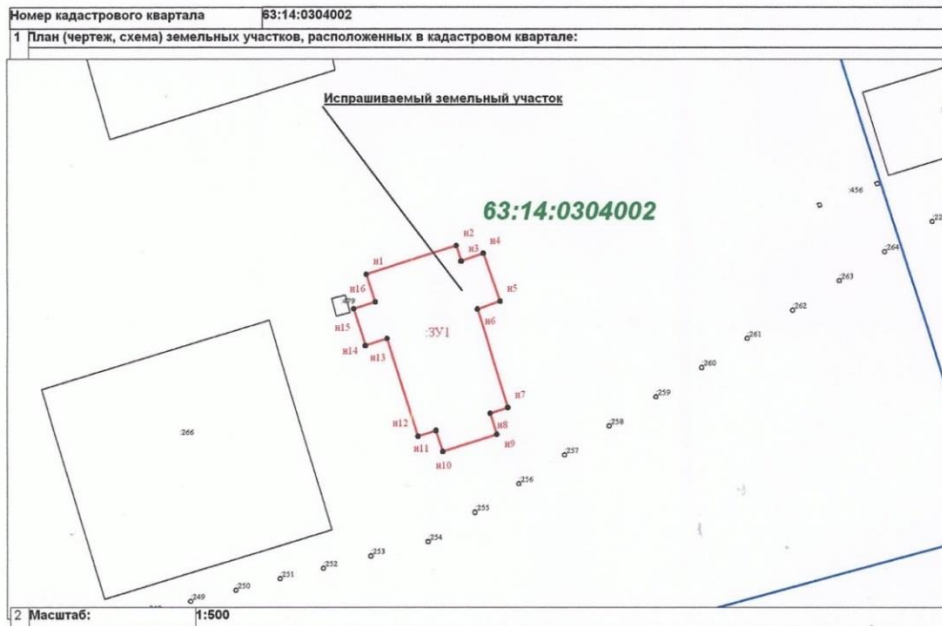 Номер кадастрового квартала 63:14:0304002
1 План (чертеж, схема) земельных участков, расположенных в кадастровом квартале:
Испрашиваемый земельный участок
:456
63:14:0304002
264
н2
н4
н3
263
н1
н16
н5
:479
262
н15
н6
:ЗУ1
261
н14
н13
260
259
н7
н12
н8
258
:266
н11
н9
н10
257
256
255
254
253
252
251
250
249
2 Масштаб: 1:500